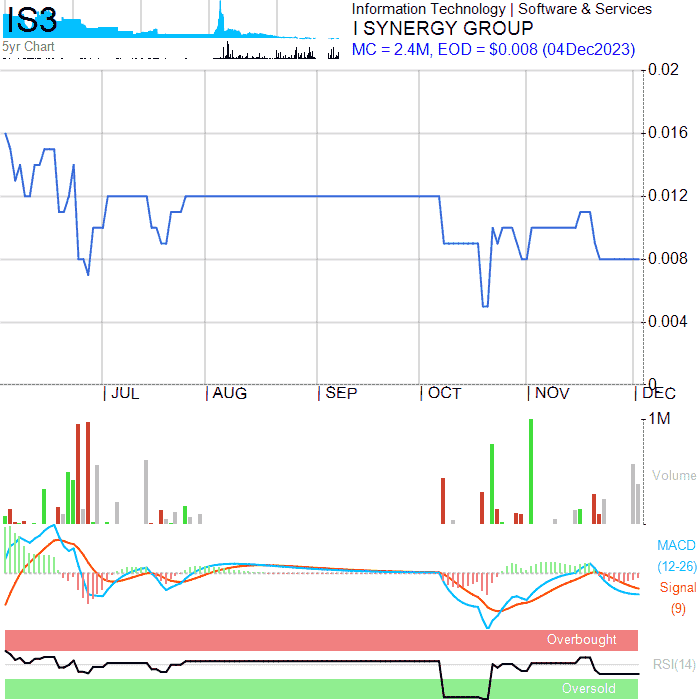 IS3
Information Technology | Software & Services
I SYNERGY GROUP
5yr Chart
MC = 2.4M, EOD = $0.008 (04Dec2023)
0.02
0.016
0.012
0.008
0.004
0
JUL AUG SEP OCT NOV DEC
1M
Volume
MACD
(12-26)
Signal
(9)
Overbought
RSI(14)
Oversold